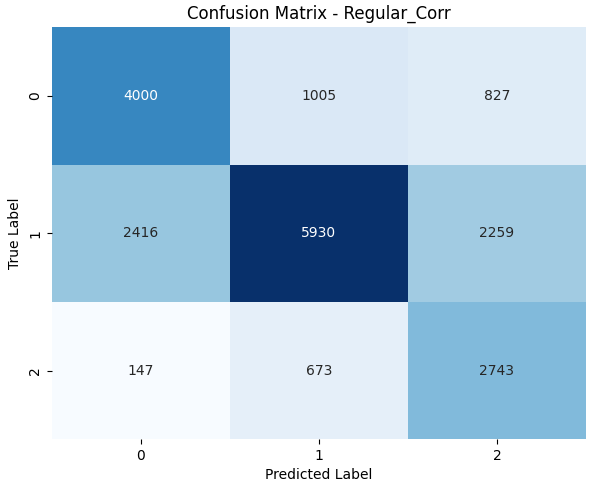 Confusion Matrix - Regular_Corr
True Label
0
4000 1005 827
1
2416 5930 2259
2
147 673 2743
0 1 2
Predicted Label